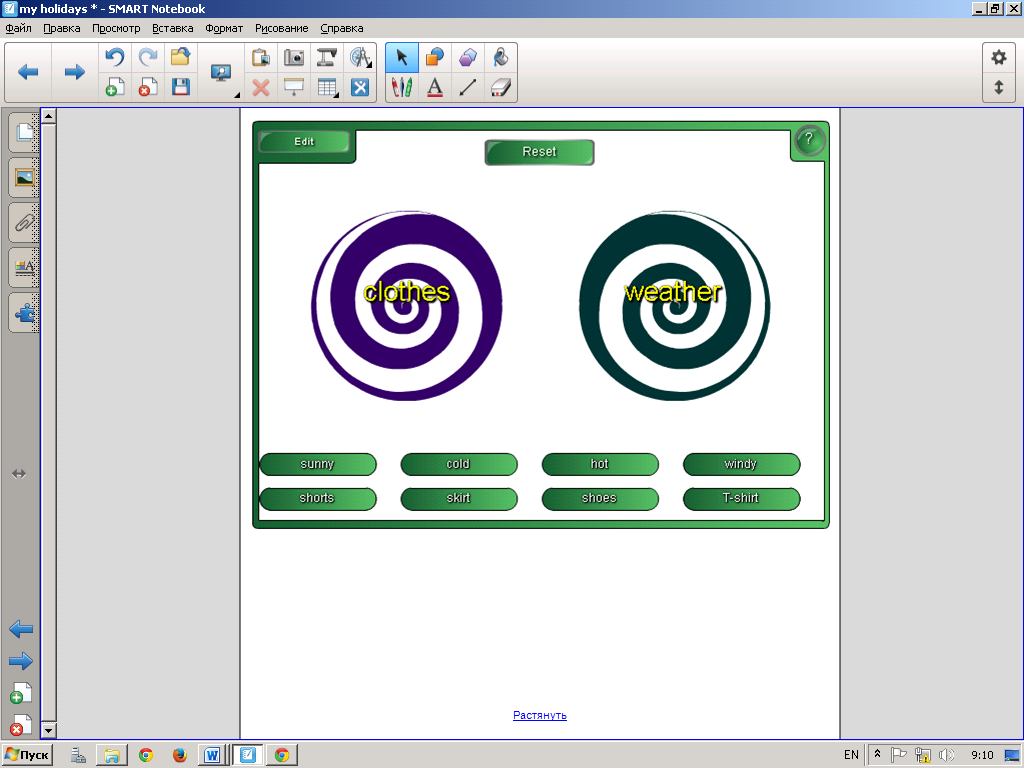 my holidays * - SMART Notebook
Файл Правка Просмотр Вставка Формат Рисование Справка
Edit
Reset
?
clothes weather
sunny cold hot windy
shorts skirt shoes T-shirt
Растянуть
Пуск EN 9:10